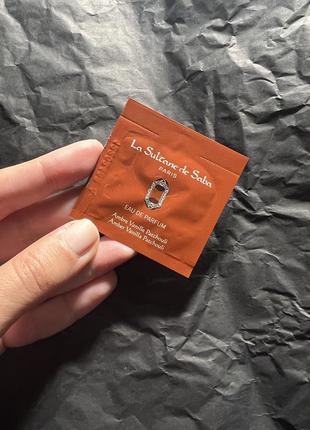 La Sultane de Saba
PARIS
EAU DE PARFUM
Ambre Vanille Patchouli
Amber Vanilla Patchouli